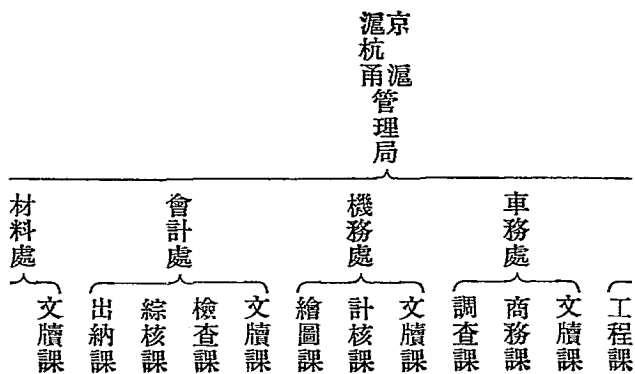 京滬
滬杭甬
管理局
車務處
機務處
會計處
材料處
工程課
文牘課
商務課
調查課
文牘課
計核課
繪圖課
文牘課
檢查課
綜核課
出納課
文牘課